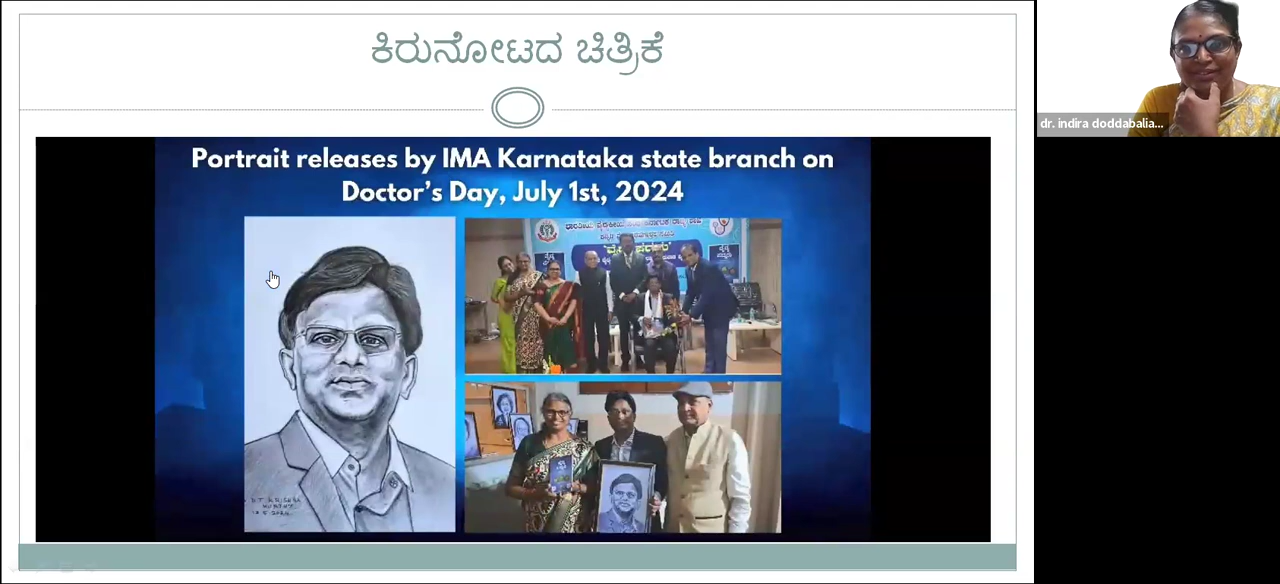 ಕಿರುನೋಟದ ಚಿತ್ರಿಕೆ
dr. indira doddabalia...
Portrait releases by IMA Karnataka state branch on
Doctor's Day, July 1st, 2024